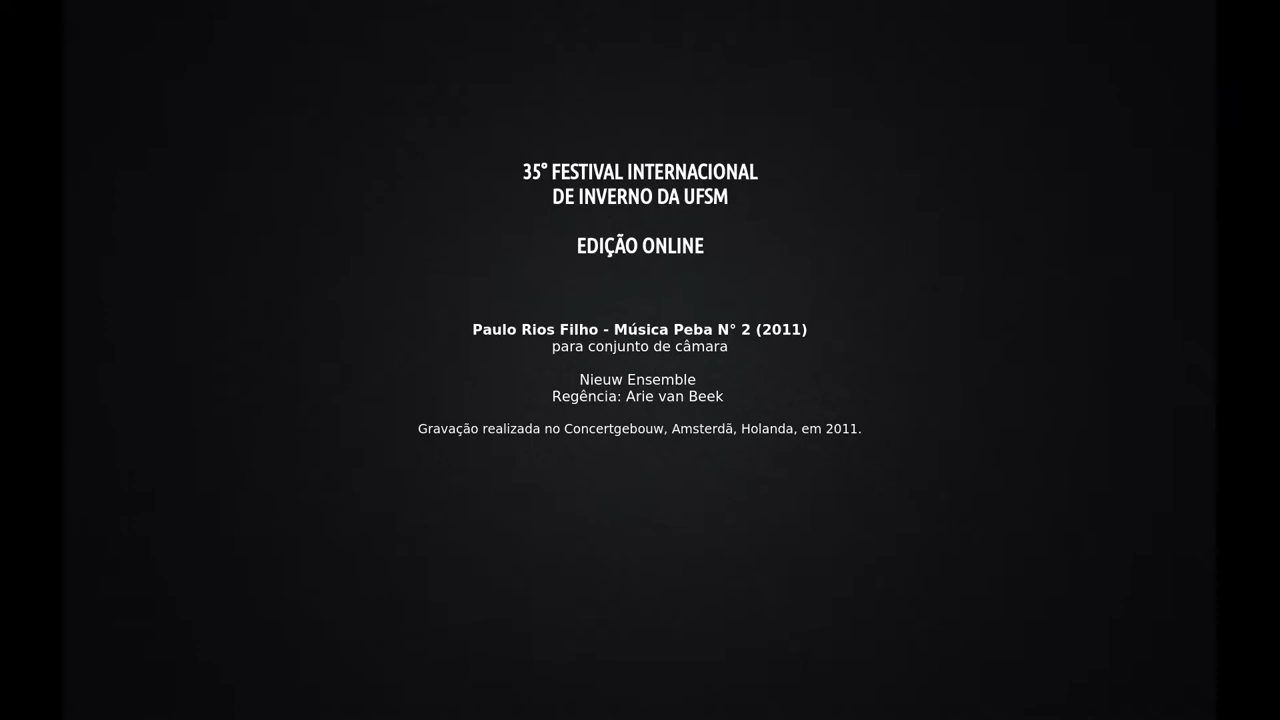 35° FESTIVAL INTERNACIONAL
DE INVERNO DA UFSM
EDIÇÃO ONLINE
Paulo Rios Filho - Música Peba N° 2 (2011)
para conjunto de câmara
Nieuw Ensemble
Regência: Arie van Beek
Gravação realizada no Concertgebouw, Amsterdã, Holanda, em 2011.